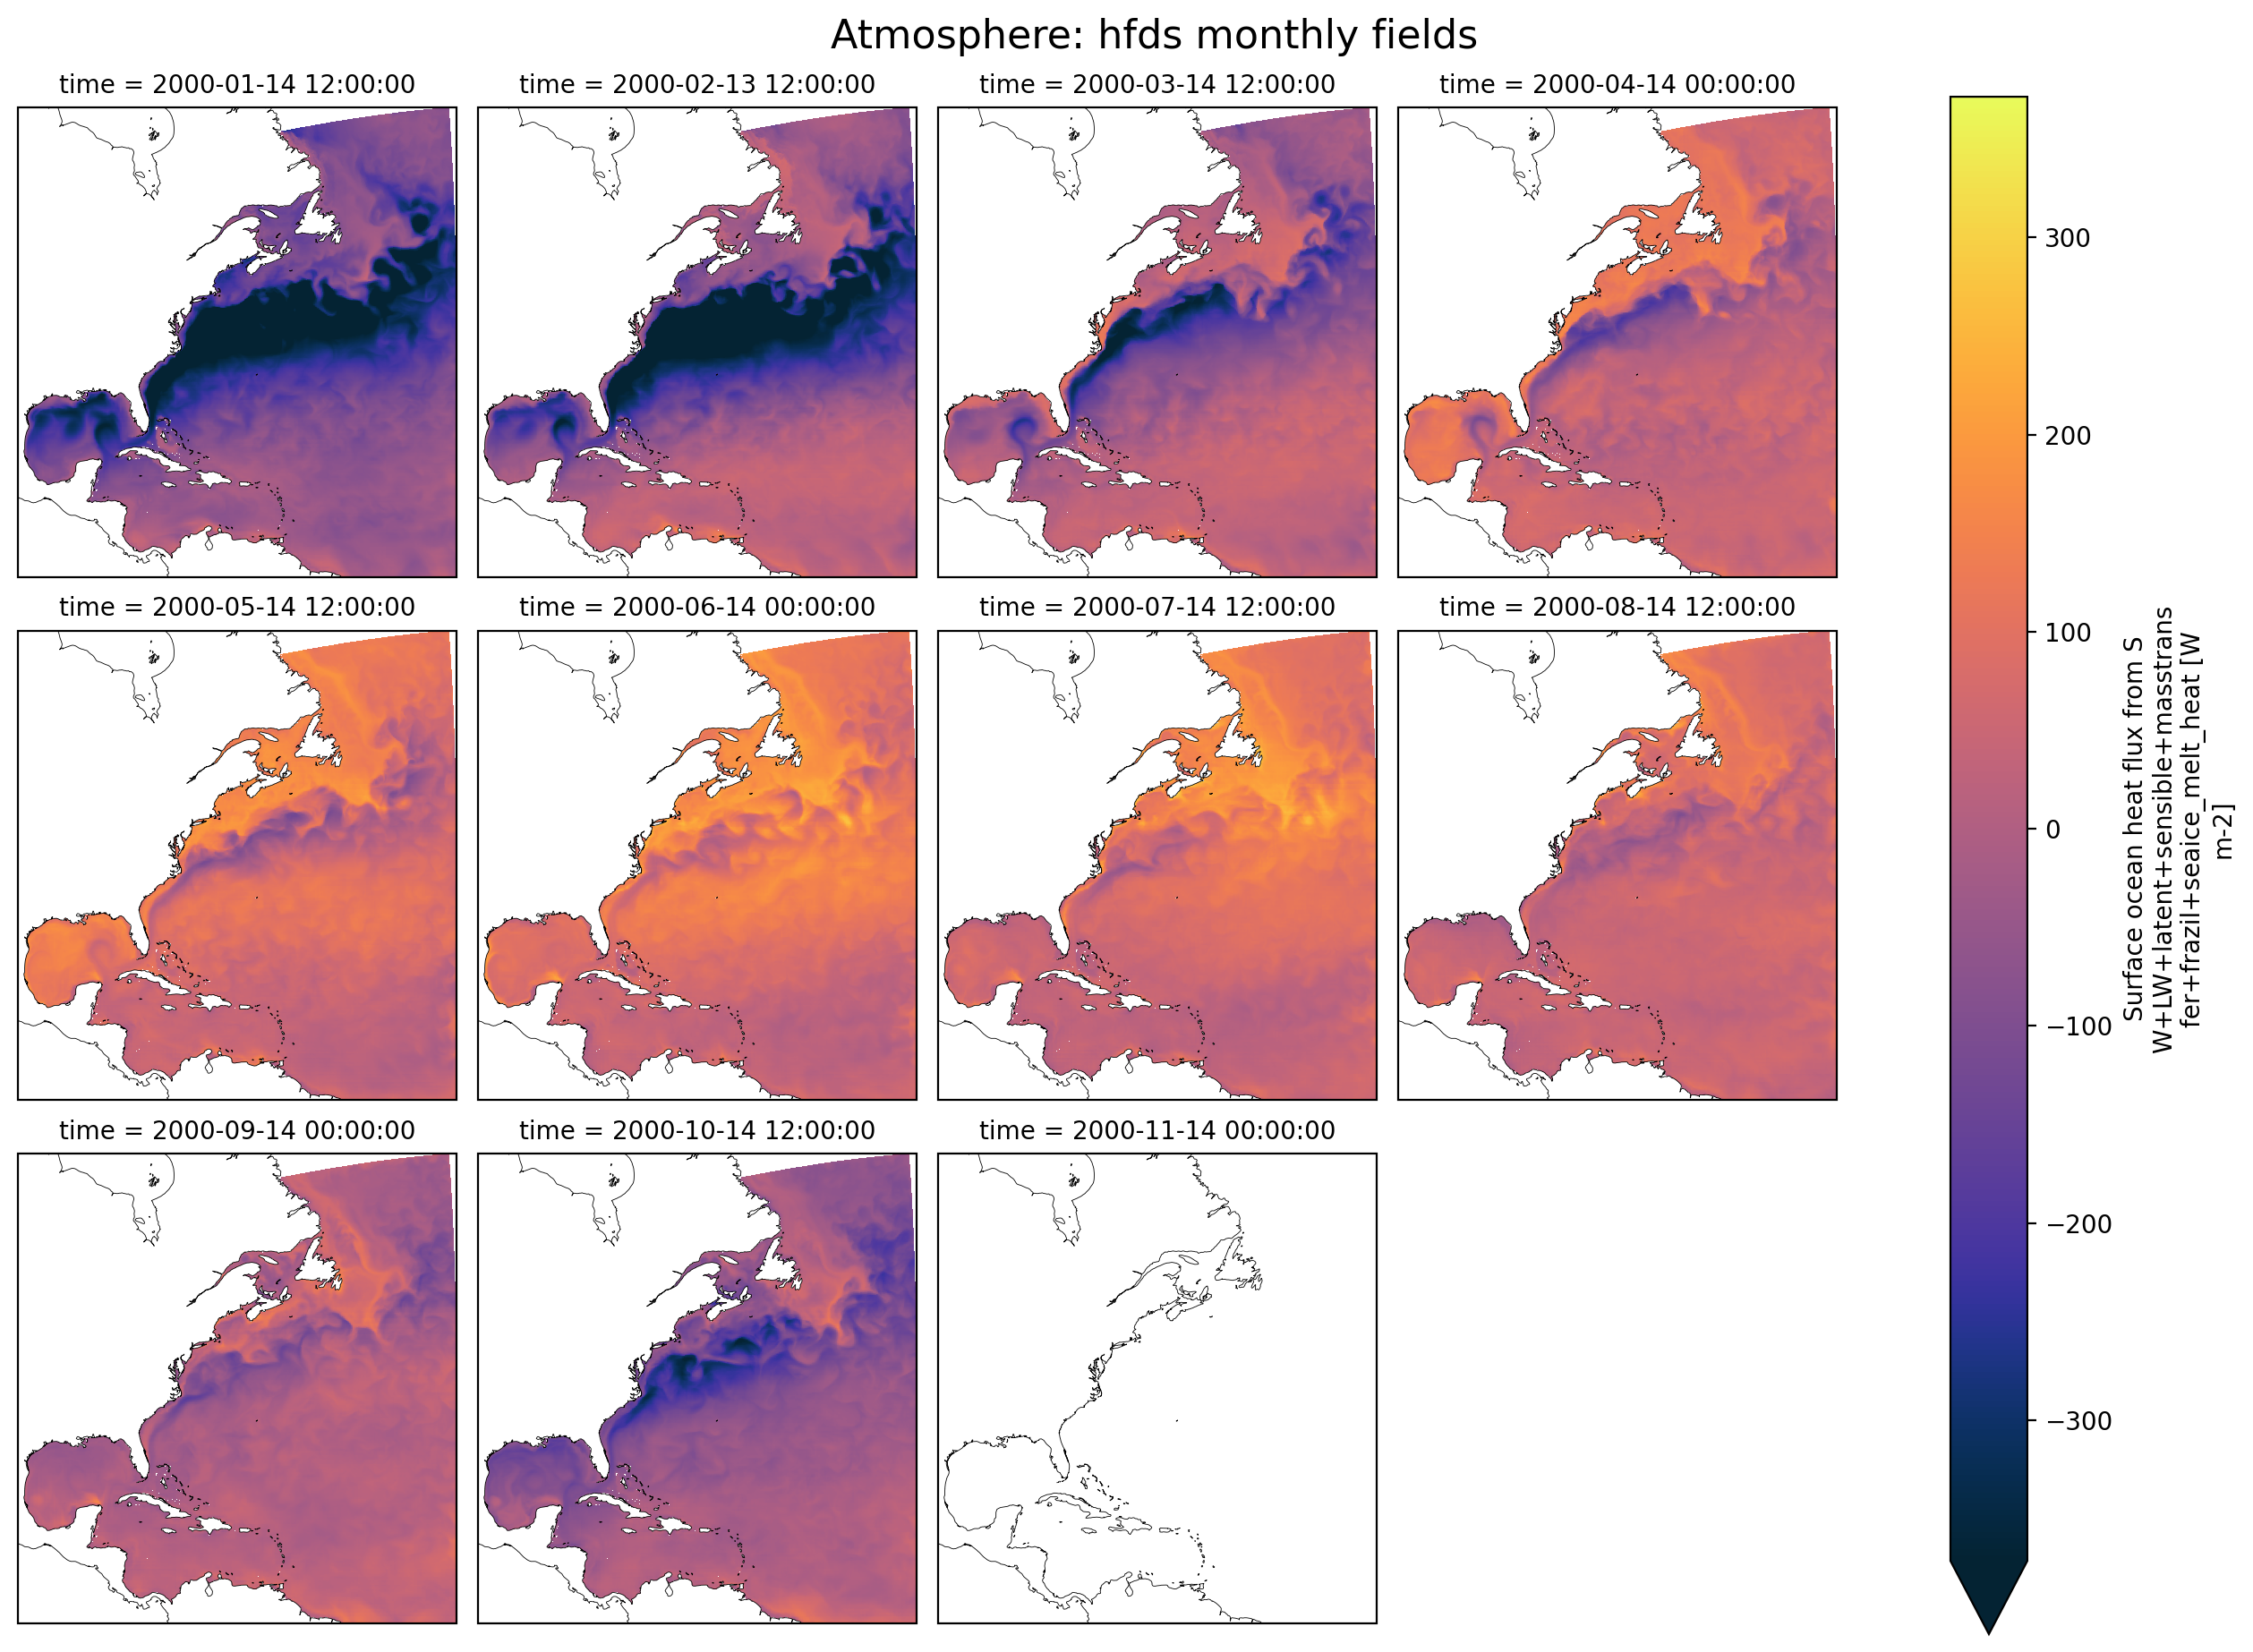 Atmosphere: hfds monthly fields
time = 2000-01-14 12:00:00
time = 2000-02-13 12:00:00
time = 2000-03-14 12:00:00
time = 2000-04-14 00:00:00
time = 2000-05-14 12:00:00
time = 2000-06-14 00:00:00
time = 2000-07-14 12:00:00
time = 2000-08-14 12:00:00
time = 2000-09-14 00:00:00
time = 2000-10-14 12:00:00
time = 2000-11-14 00:00:00
300
200
100
0
−100
−200
−300
Surface ocean heat flux from S
W+LW+latent+sensible+masstrans
fer+frazil+seaice_melt_heat [W
m-2]